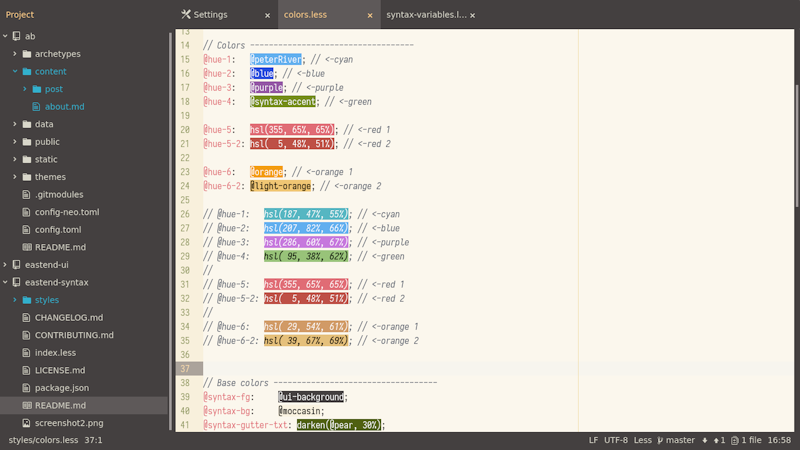 Project
Settings ×
colors.less ×
syntax-variables.l... ×
ab
archetypes
content
post
about.md
data
public
static
themes
.gitmodules
config-neo.toml
config.toml
README.md
eastend-ui
eastend-syntax
styles
CHANGELOG.md
CONTRIBUTING.md
index.less
LICENSE.md
package.json
README.md
screenshot2.png
13
14 // Colors ----------------------------
15 @hue-1: @peterRiver; // <-cyan
16 @hue-2: @blue; // <-blue
17 @hue-3: @purple; // <-purple
18 @hue-4: @syntax-accent; // <-green
19
20 @hue-5: hsl(355, 65%, 65%); // <-red 1
21 @hue-5-2: hsl( 5, 48%, 51%); // <-red 2
22
23 @hue-6: @orange; // <-orange 1
24 @hue-6-2: @light-orange; // <-orange 2
25
26 // @hue-1: hsl(187, 47%, 55%); // <-cyan
27 // @hue-2: hsl(207, 82%, 66%); // <-blue
28 // @hue-3: hsl(286, 60%, 67%); // <-purple
29 // @hue-4: hsl( 95, 38%, 62%); // <-green
30 //
31 // @hue-5: hsl(355, 65%, 65%); // <-red 1
32 // @hue-5-2: hsl( 5, 48%, 51%); // <-red 2
33 //
34 // @hue-6: hsl( 29, 54%, 61%); // <-orange 1
35 // @hue-6-2: hsl( 39, 67%, 69%); // <-orange 2
36
37
38 // Base colors ----------------------------
39 @syntax-fg: @ui-background;
40 @syntax-bg: @moccasin;
41 @syntax-gutter-txt: darken(@pear, 30%);
styles/colors.less 37:1
LF UTF-8 Less master 1 1 file 16:58